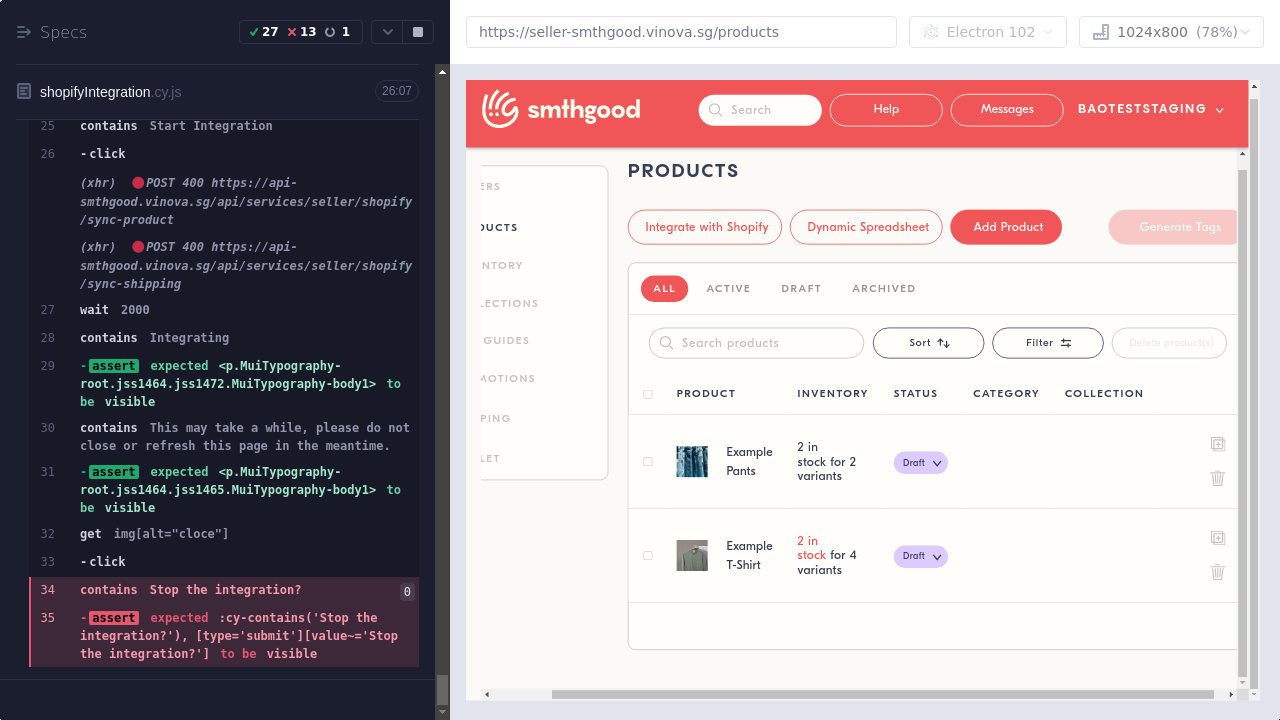 Specs
27 13 1
shopifyIntegration.cy.js
26:07
25 contains Start Integration
26 -click
(xhr) POST 400 https://api-
smthgood.vinova.sg/api/services/seller/shopify
/sync-product
(xhr) POST 400 https://api-
smthgood.vinova.sg/api/services/seller/shopify
/sync-shipping
27 wait 2000
28 contains Integrating
29 -assert expected <p.MuiTypography-
root.jss1464.jss1472.MuiTypography-body1> to
be visible
30 contains This may take a while, please do not
close or refresh this page in the meantime.
31 -assert expected <p.MuiTypography-
root.jss1464.jss1465.MuiTypography-body1> to
be visible
32 get img[alt="cloce"]
33 -click
34 contains Stop the integration? 0
35 -assert expected :cy-contains('Stop the
integration?'), [type='submit'][value~='Stop
the integration?'] to be visible
https://seller-smthgood.vinova.sg/products
Electron 102
1024x800 (78%)
smthgood
Search
Help
Messages
BAOTESTSTAGING
ERS
DUCTS
NTORY
LECTIONS
GUIDES
MOTIONS
PING
LET
PRODUCTS
Integrate with Shopify
Dynamic Spreadsheet
Add Product
Generate Tags
ALL ACTIVE DRAFT ARCHIVED
Search products
Sort
Filter
Delete product(s)
PRODUCT INVENTORY STATUS CATEGORY COLLECTION
Example
Pants
2 in
stock for 2
variants
Draft
Example
T-Shirt
2 in
stock for 4
variants
Draft